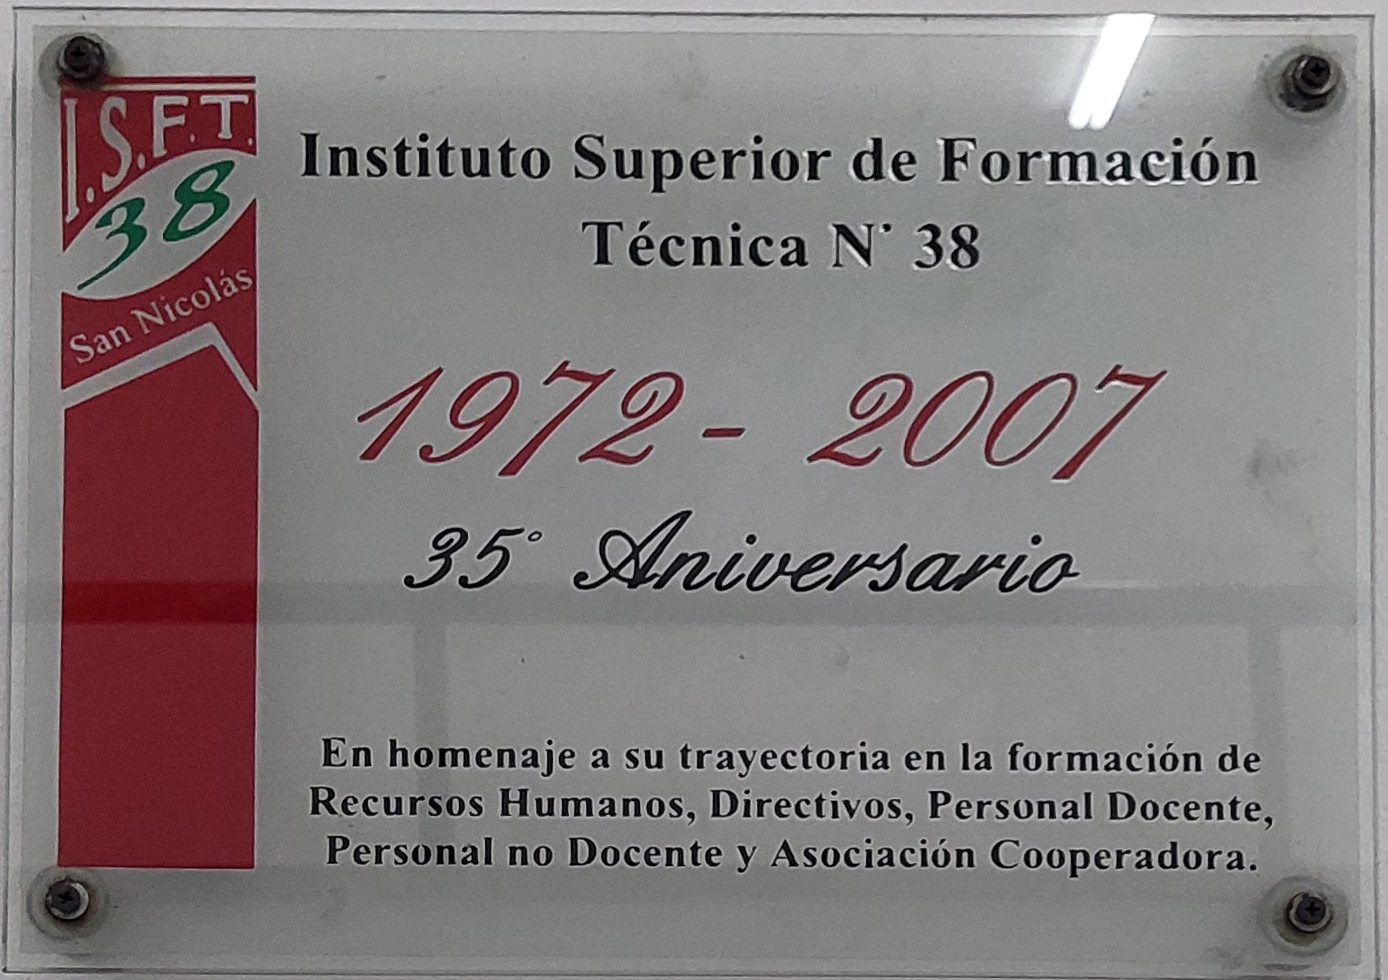 I.S.F.T.
38
San Nicolás
Instituto Superior de Formación
Técnica N° 38
1972 - 2007
35° Aniversario
En homenaje a su trayectoria en la formación de
Recursos Humanos, Directivos, Personal Docente,
Personal no Docente y Asociación Cooperadora.